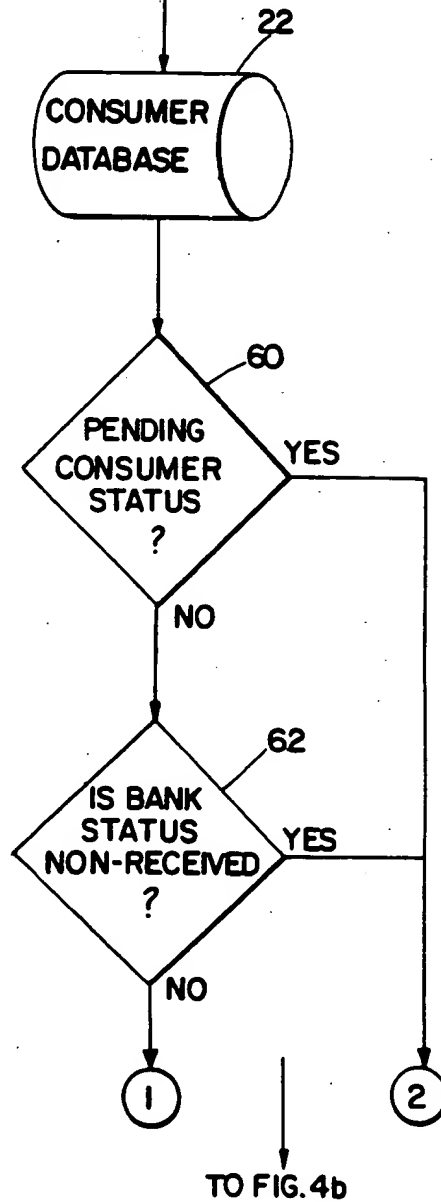 22
CONSUMER
DATABASE
60
PENDING
CONSUMER
STATUS
?
YES
NO
62
IS BANK
STATUS
NON-RECEIVED
?
YES
NO
1
2
TO FIG. 4b